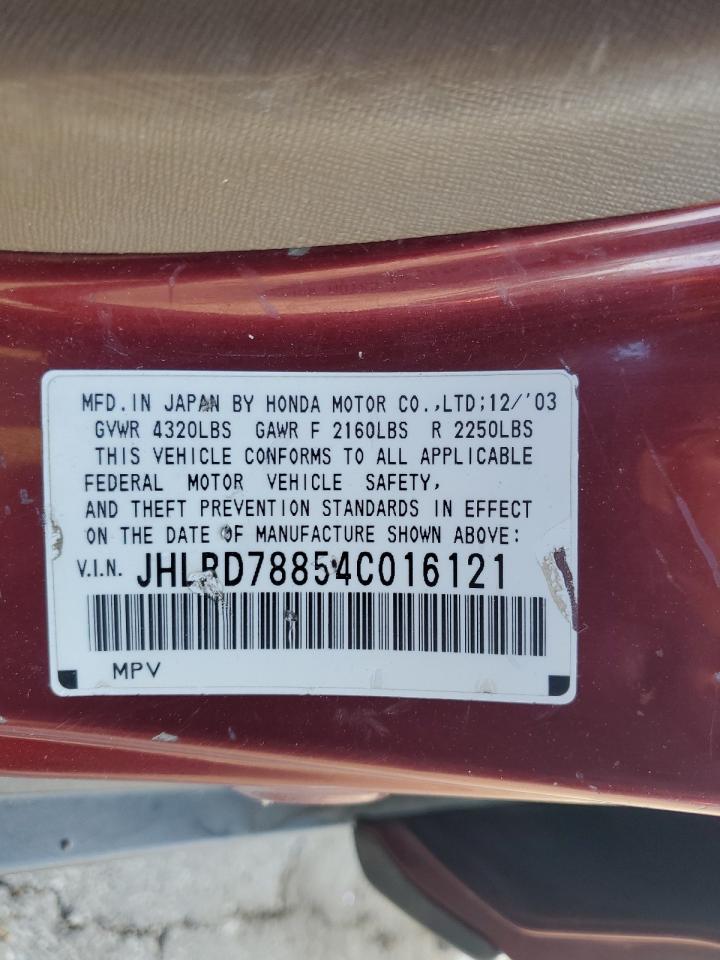 MFD.IN JAPAN BY HONDA MOTOR CO.,LTD;12/'03
GVWR 4320LBS GAWR F 2160LBS R 2250LBS
THIS VEHICLE CONFORMS TO ALL APPLICABLE
FEDERAL MOTOR VEHICLE SAFETY,
AND THEFT PREVENTION STANDARDS IN EFFECT
ON THE DATE OF MANUFACTURE SHOWN ABOVE:
V.I.N. JHLRD78854C016121
MPV